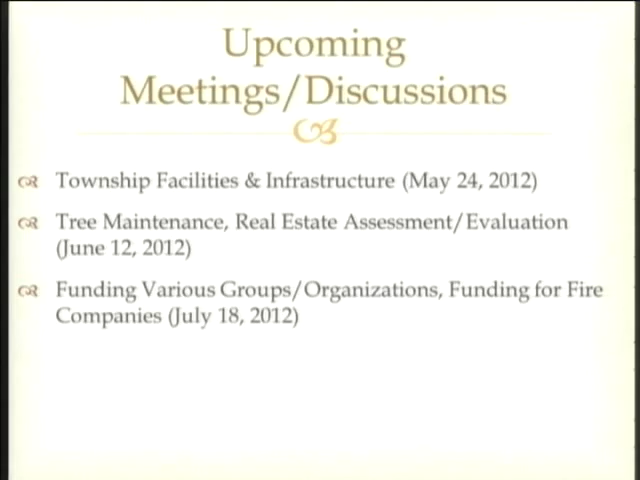 Upcoming
Meetings/Discussions
Township Facilities & Infrastructure (May 24, 2012)
Tree Maintenance, Real Estate Assessment/Evaluation
(June 12, 2012)
Funding Various Groups/Organizations, Funding for Fire
Companies (July 18, 2012)